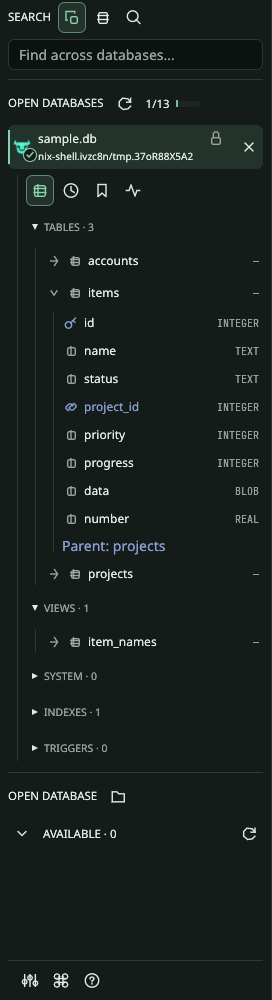 SEARCH
Find across databases...
OPEN DATABASES 1/13
sample.db
nix-shell.ivzc8n/tmp.37oR88X5A2
TABLES · 3
accounts –
items –
id INTEGER
name TEXT
status TEXT
project_id INTEGER
priority INTEGER
progress INTEGER
data BLOB
number REAL
Parent: projects
projects –
VIEWS · 1
item_names –
SYSTEM · 0
INDEXES · 1
TRIGGERS · 0
OPEN DATABASE
AVAILABLE · 0